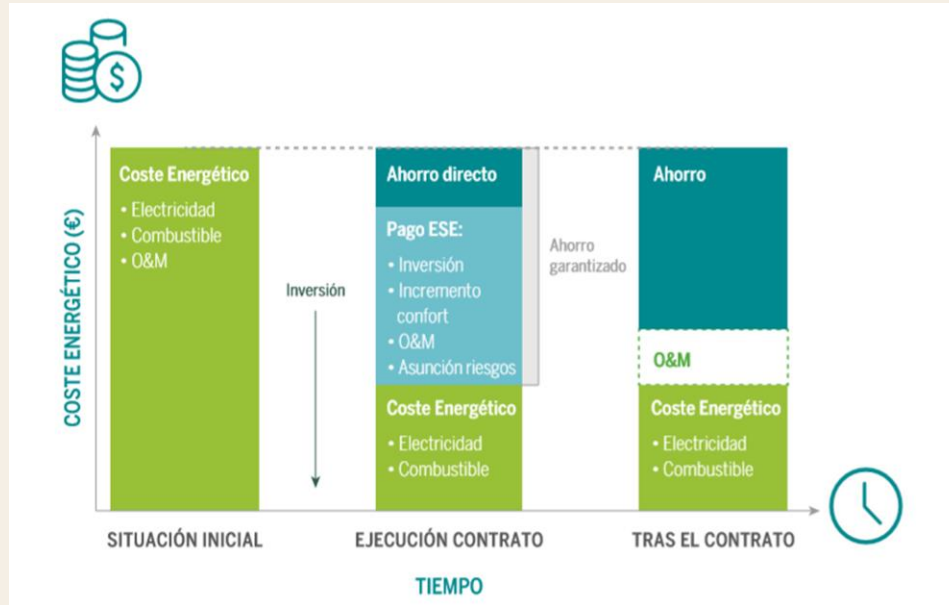 $
COSTE ENERGÉTICO (€)
Coste Energético
• Electricidad
• Combustible
• O&M
Inversión
Ahorro directo
Pago ESE:
• Inversión
• Incremento
confort
• O&M
• Asunción riesgos
Coste Energético
• Electricidad
• Combustible
Ahorro
garantizado
Ahorro
O&M
Coste Energético
• Electricidad
• Combustible
SITUACIÓN INICIAL
EJECUCIÓN CONTRATO
TRAS EL CONTRATO
TIEMPO